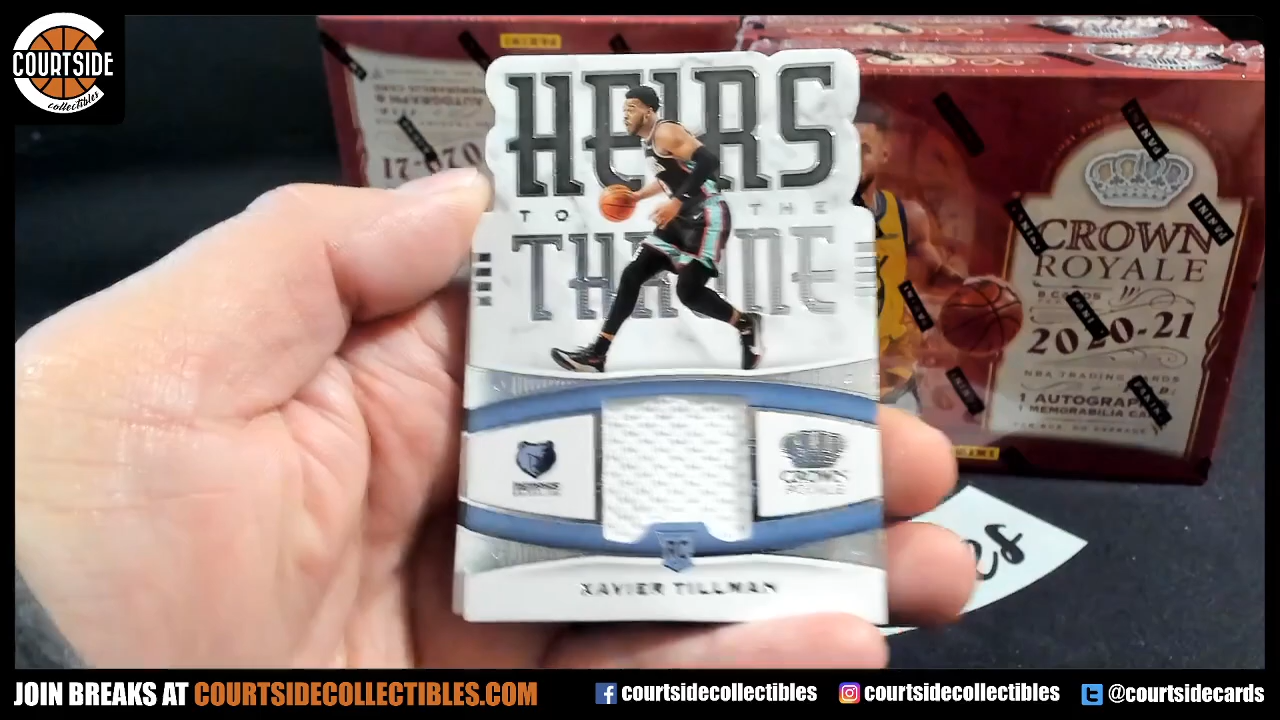 COURTSIDE
collectibles
HEIRS
TO THE
THRONE
CROWN
ROYALE
RC
XAVIER TILLMAN
PANINI
CROWN
ROYALE
2020-21
NBA TRADING CARDS
1 AUTOGRAPH
1 MEMORABILIA CARD
JOIN BREAKS AT COURTSIDECOLLECTIBLES.COM
courtsidecollectibles
courtsidecollectibles
@courtsidecards